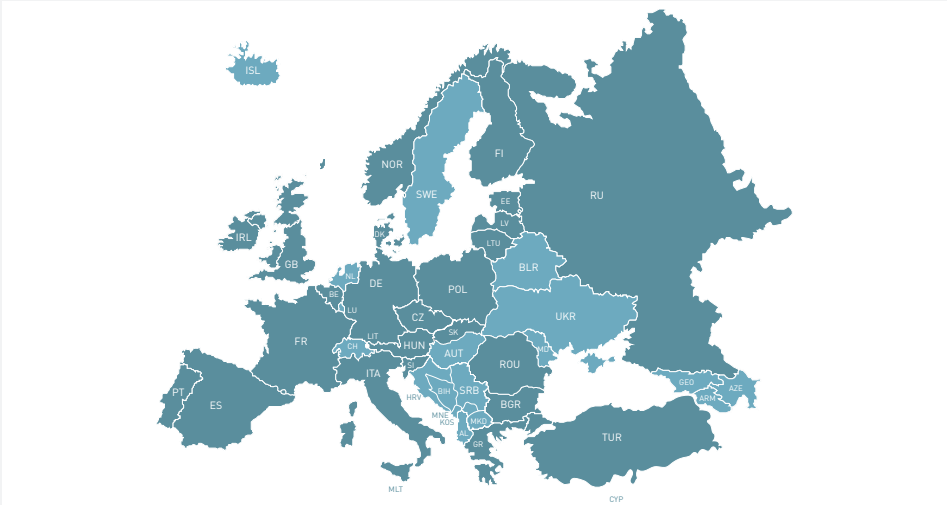 ISL
NOR
FI
SWE
RU
EE
LV
DK
IRL
LTU
GB
BLR
NL
DE
POL
BE
LU
CZ
UKR
SK
LIT
FR
HUN
CH
AUT
MD
ROU
SI
ITA
GEO
AZE
PT
ES
HRV
BIH
SRB
ARM
BGR
MNE
KOS
MKD
AL
GR
TUR
MLT
CYP